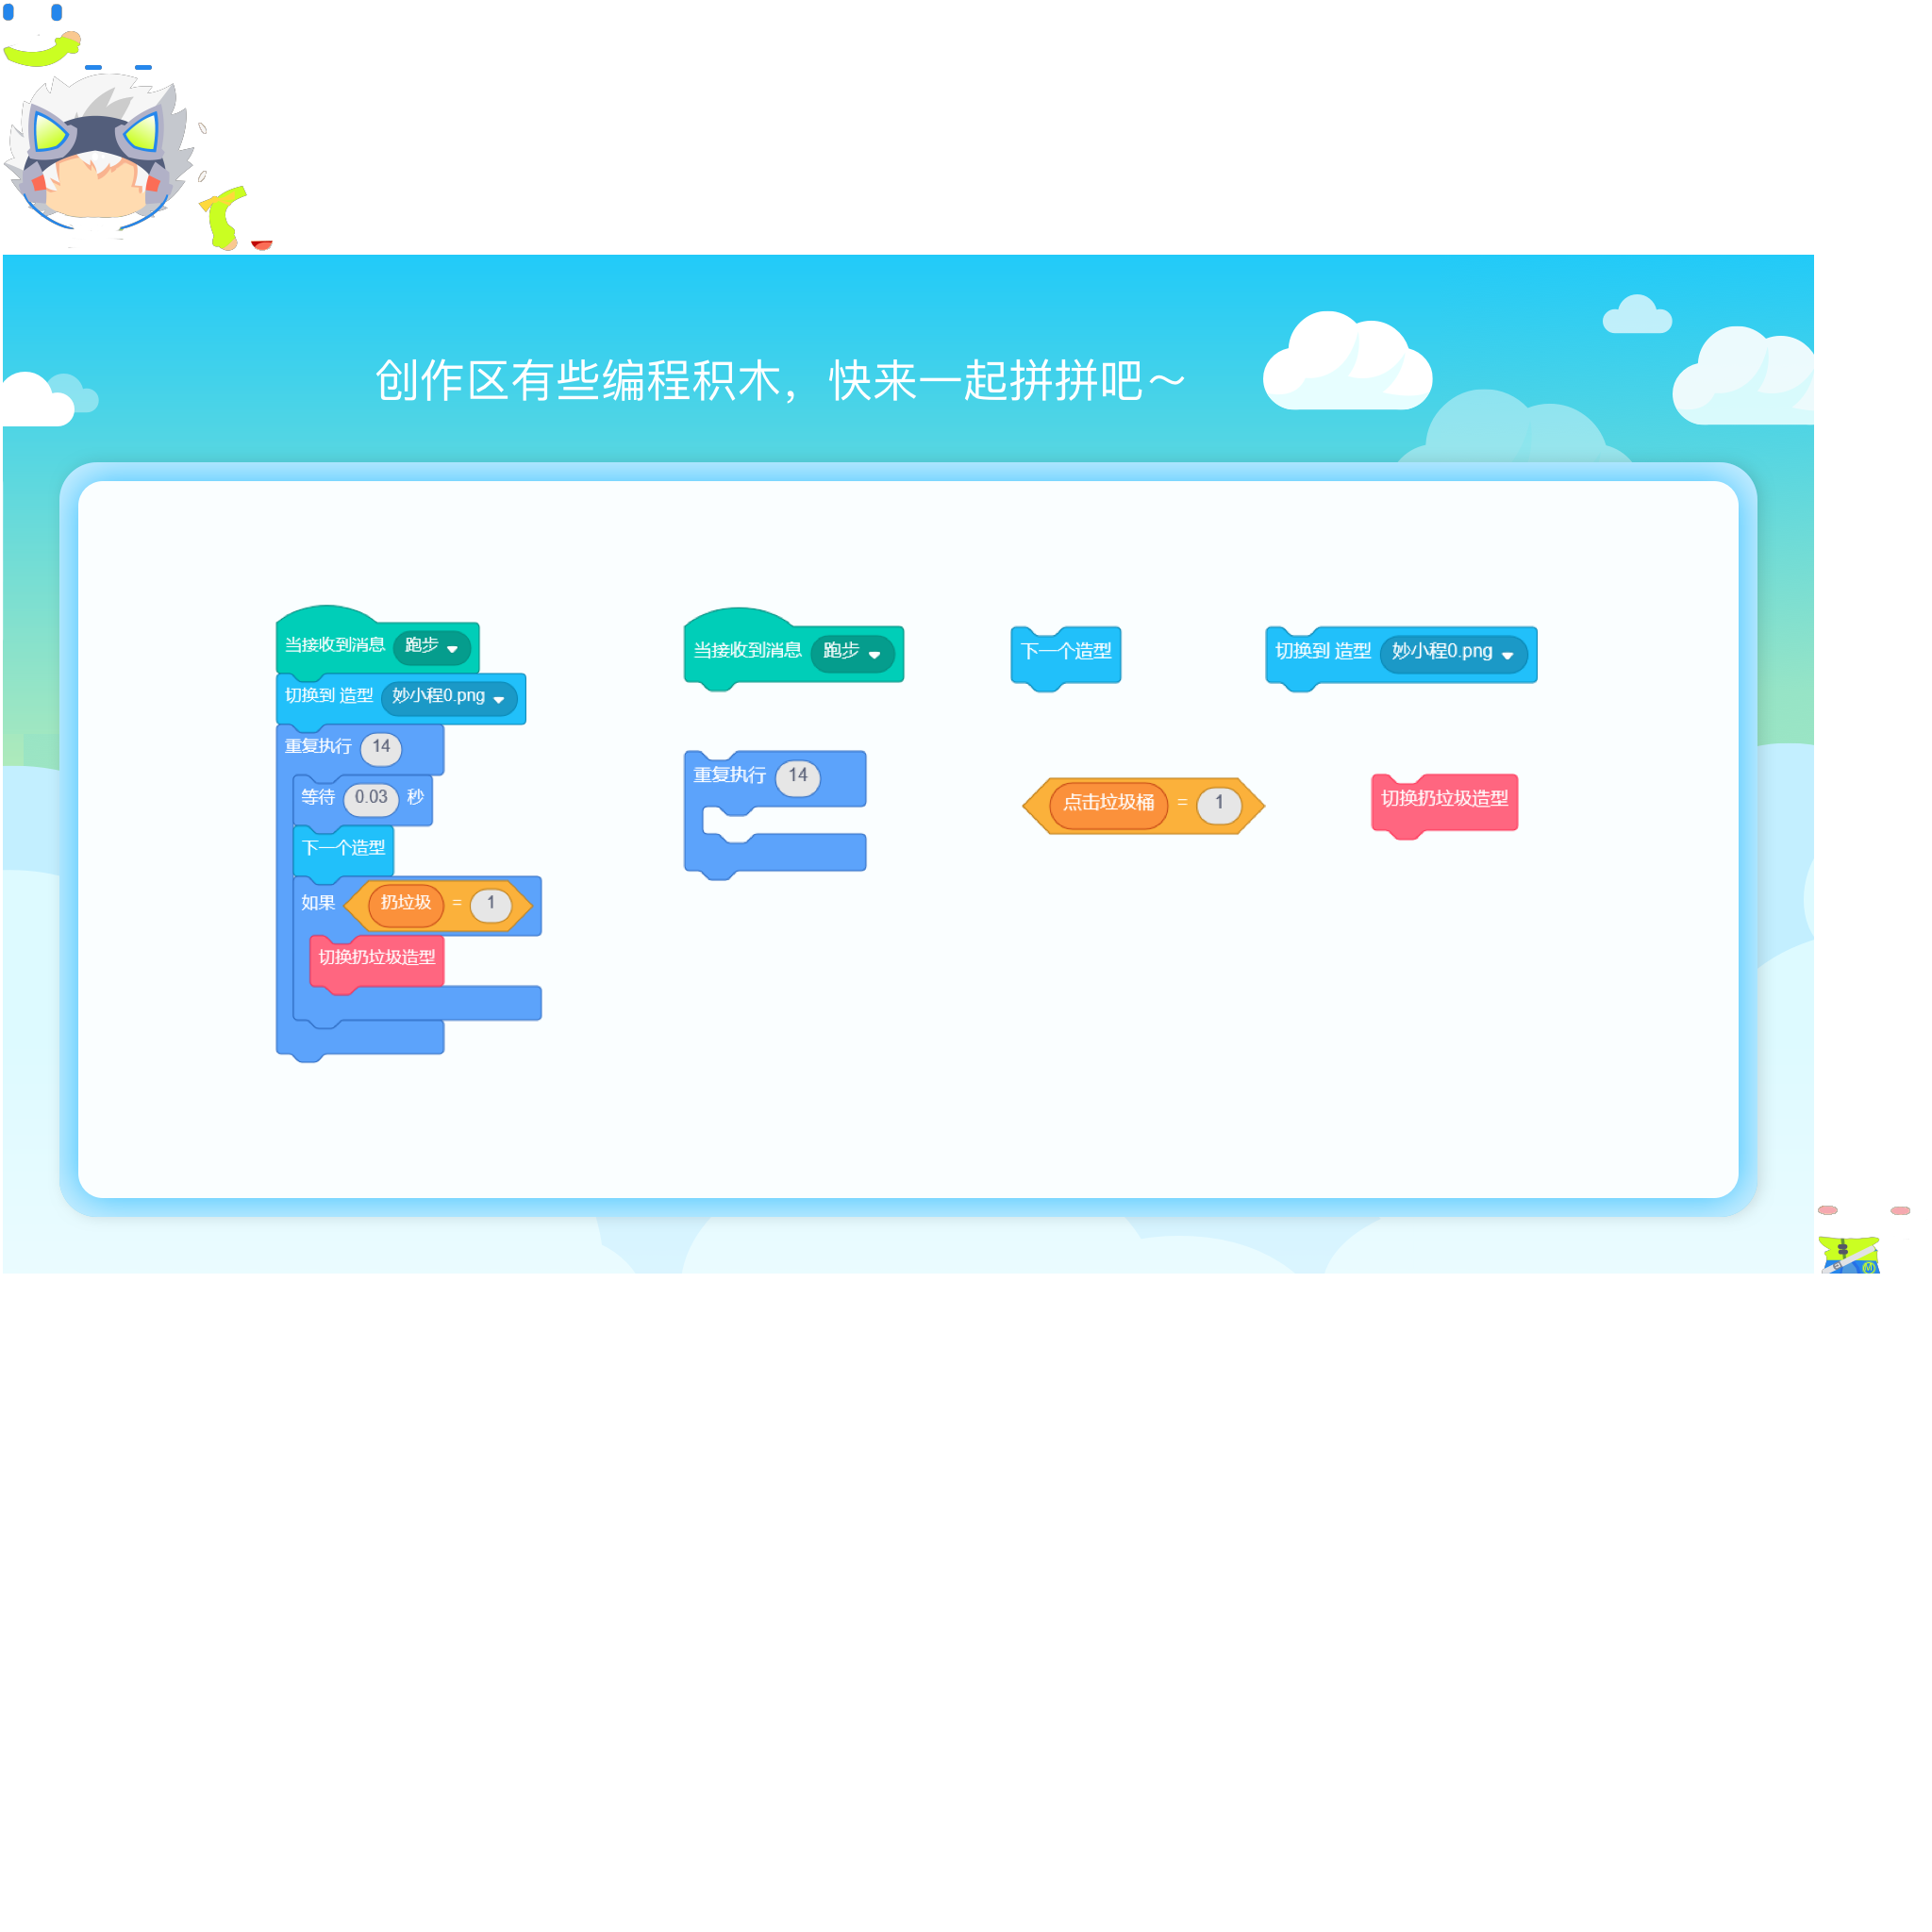 创作区有些编程积木，快来一起拼拼吧～
当接收到消息 跑步
切换到 造型 妙小程0.png
重复执行 14
等待 0.03 秒
下一个造型
如果 扔垃圾 = 1
切换扔垃圾造型
当接收到消息 跑步
下一个造型
切换到 造型 妙小程0.png
重复执行 14
点击垃圾桶 = 1
切换扔垃圾造型
M